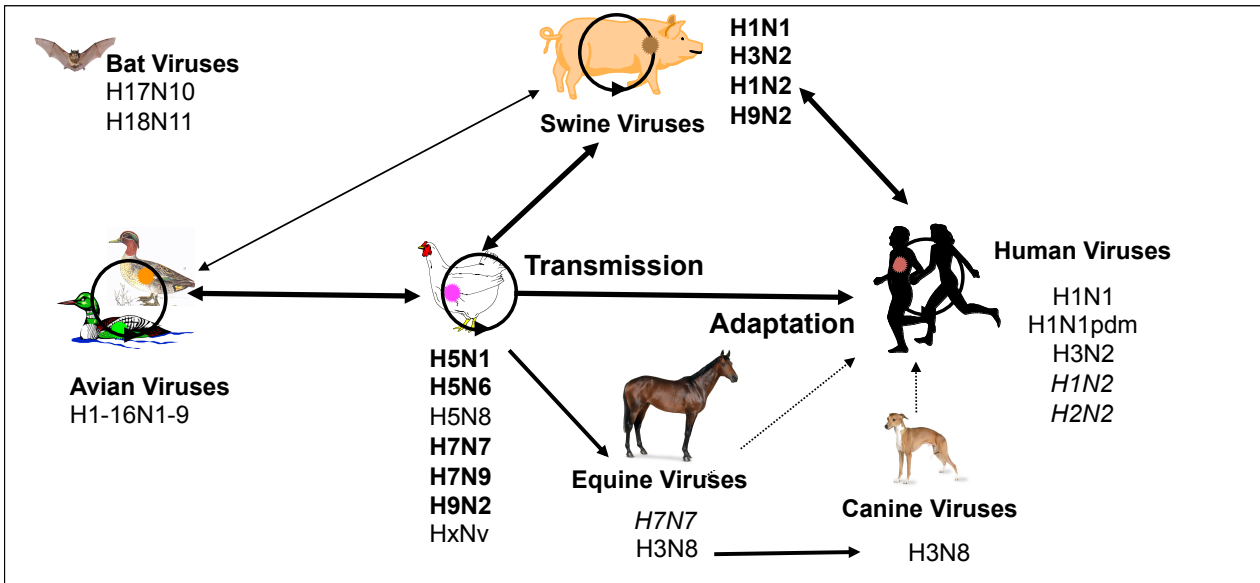 Bat Viruses
H17N10
H18N11
H1N1
H3N2
H1N2
H9N2
Swine Viruses
Transmission
Adaptation
Human Viruses
H1N1
H1N1pdm
H3N2
H1N2
H2N2
Avian Viruses
H1-16N1-9
H5N1
H5N6
H5N8
H7N7
H7N9
H9N2
HxNv
Equine Viruses
H7N7
H3N8
Canine Viruses
H3N8